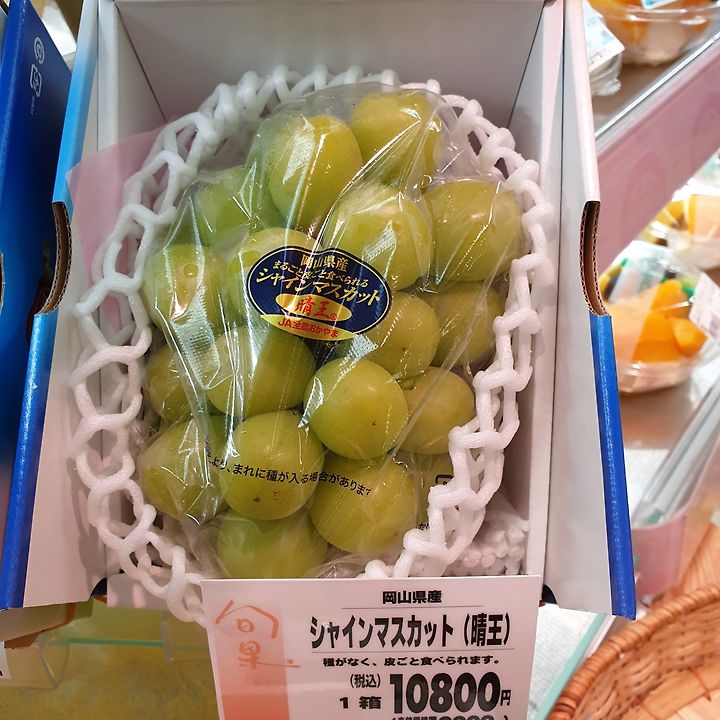 岡山県産
まるごと皮ごと食べられる
シャインマスカット
晴王®
JA全農おかやま
より、まれに種が入る場合があります
旬果
岡山県産
シャインマスカット(晴王)
種がなく、皮ごと食べられます。
(税込)
1箱 10800円